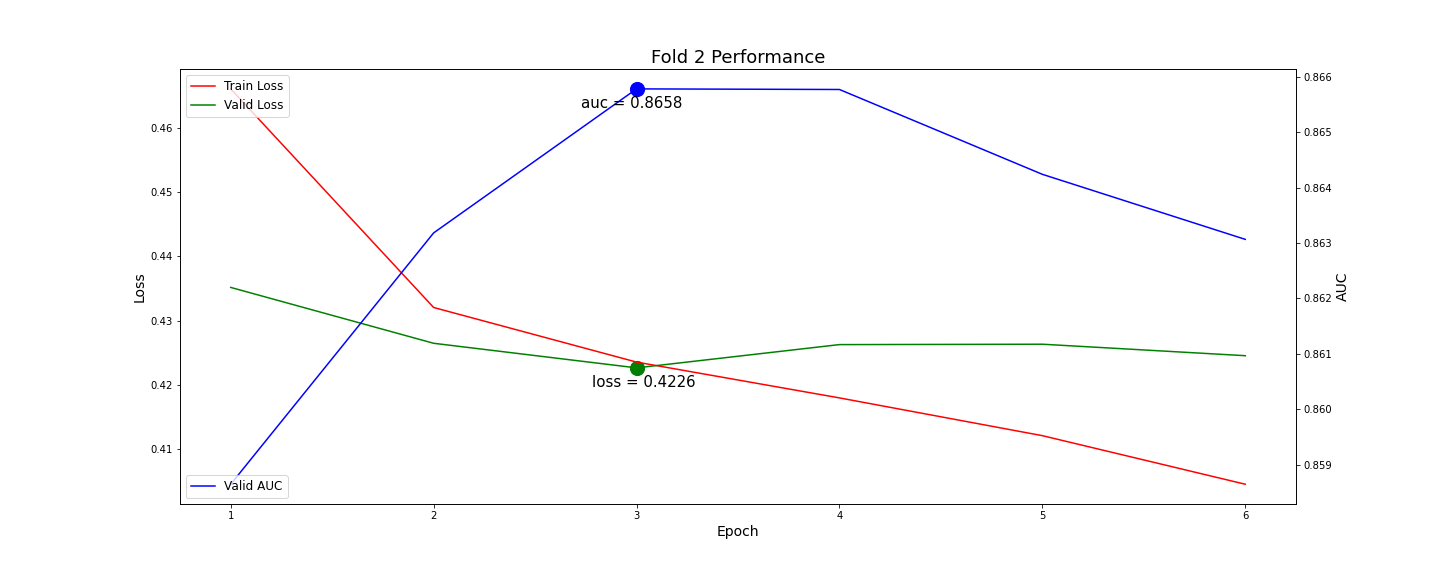 Fold 2 Performance
Train Loss
Valid Loss
auc = 0.8658
loss = 0.4226
Valid AUC
Loss
0.46
0.45
0.44
0.43
0.42
0.41
AUC
0.866
0.865
0.864
0.863
0.862
0.861
0.860
0.859
1 2 3 4 5 6
Epoch